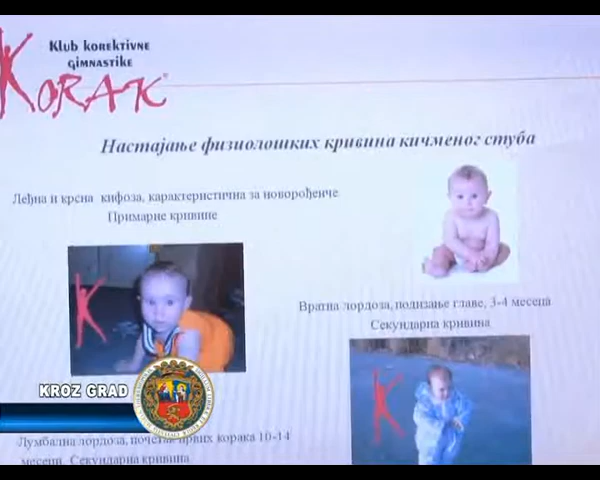 Klub korektivne
gimnastike
KORAK
Настајање физиолошких кривина кичменог стуба
Леђна и крсна кифоза, карактеристична за новорођенче
Примарне кривине
Вратна лордоза, подизање главе, 3-4 месеца
Секундарна кривина
KROZ GRAD
Лумбална лордоза, почетак првих корака 10-14
месеци. Секундарна кривина